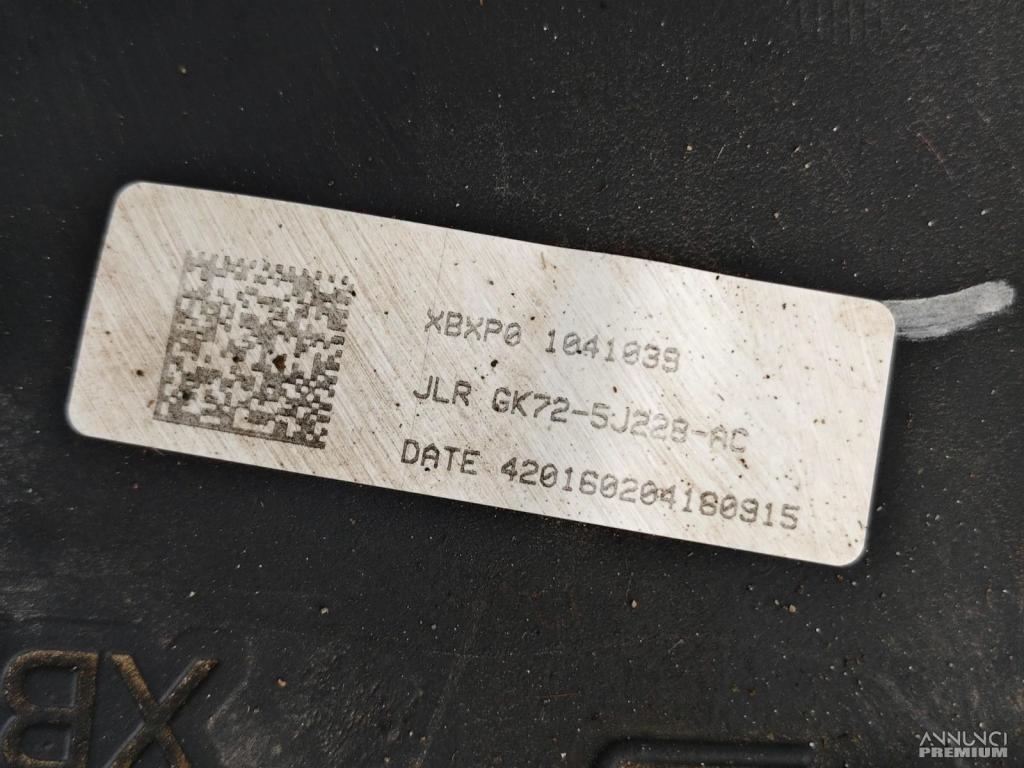 XBXP0 1041039
JLR GK72-5J228-AC
DATE 420160204180915
XB
ANNUNCI
PREMIUM